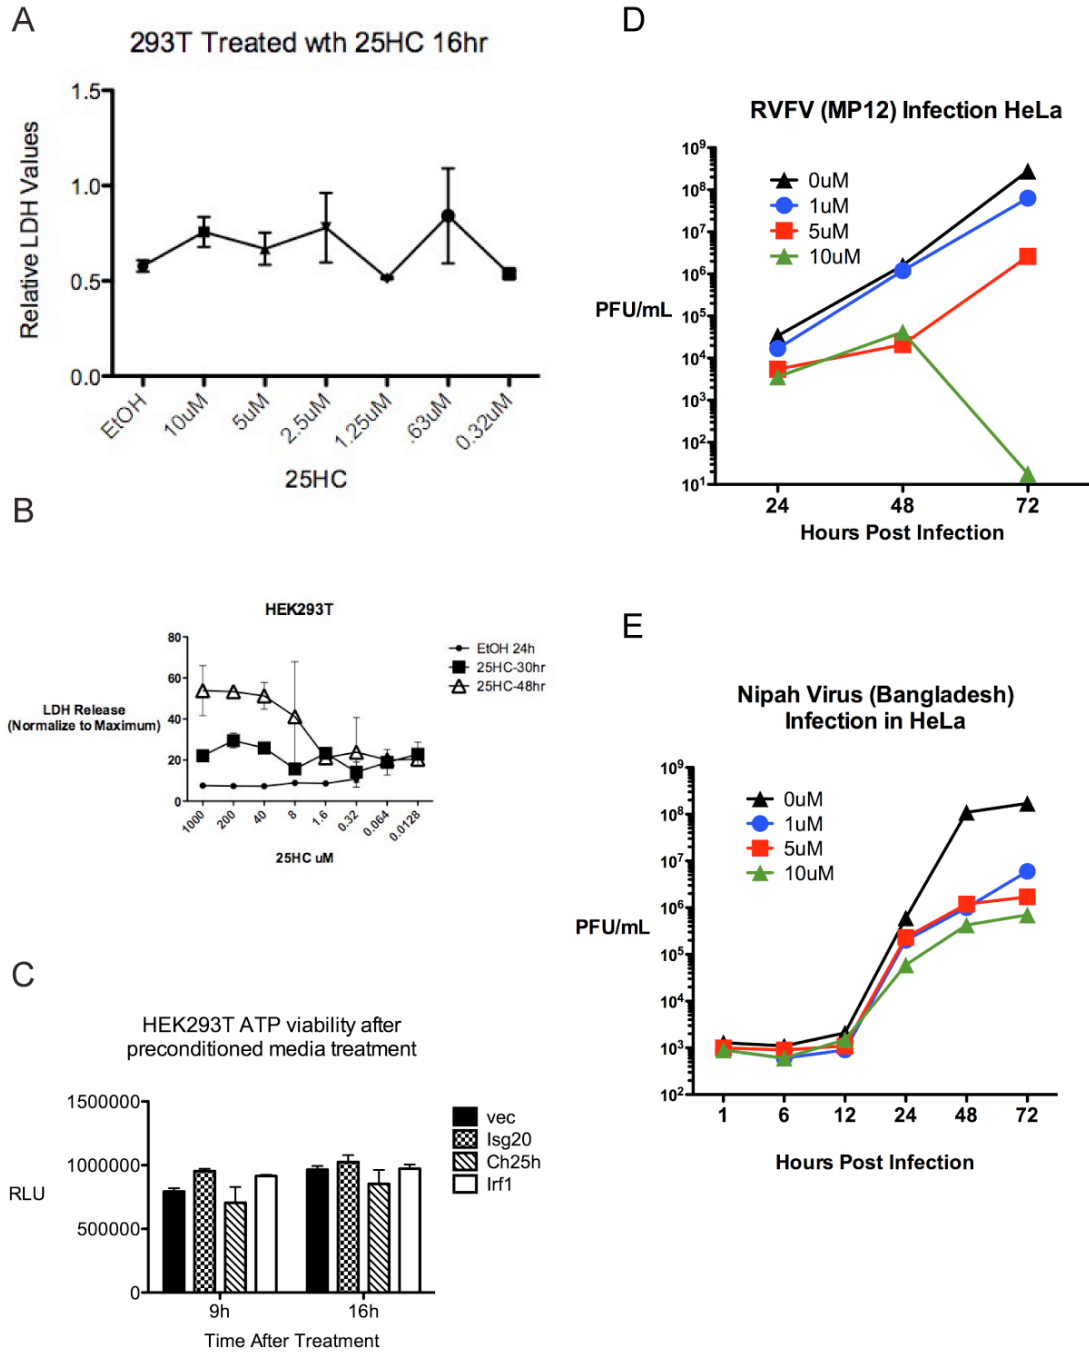 A
293T Treated wth 25HC 16hr
Relative LDH Values
1.5
1.0
0.5
0.0
EtOH
10uM
5uM
2.5uM
1.25uM
.63uM
0.32uM
25HC
B
HEK293T
LDH Release
(Normalize to Maximum)
80
60
40
20
0
1000
200
40
8
1.6
0.32
0.064
0.0128
25HC uM
EtOH 24h
25HC-30hr
25HC-48hr
C
HEK293T ATP viability after
preconditioned media treatment
RLU
1500000
1000000
500000
0
9h
16h
Time After Treatment
vec
Isg20
Ch25h
Irf1
D
RVFV (MP12) Infection HeLa
PFU/mL
10⁹
10⁸
10⁷
10⁶
10⁵
10⁴
10³
10²
10¹
0uM
1uM
5uM
10uM
24
48
72
Hours Post Infection
E
Nipah Virus (Bangladesh)
Infection in HeLa
PFU/mL
10⁹
10⁸
10⁷
10⁶
10⁵
10⁴
10³
10²
0uM
1uM
5uM
10uM
1
6
12
24
48
72
Hours Post Infection